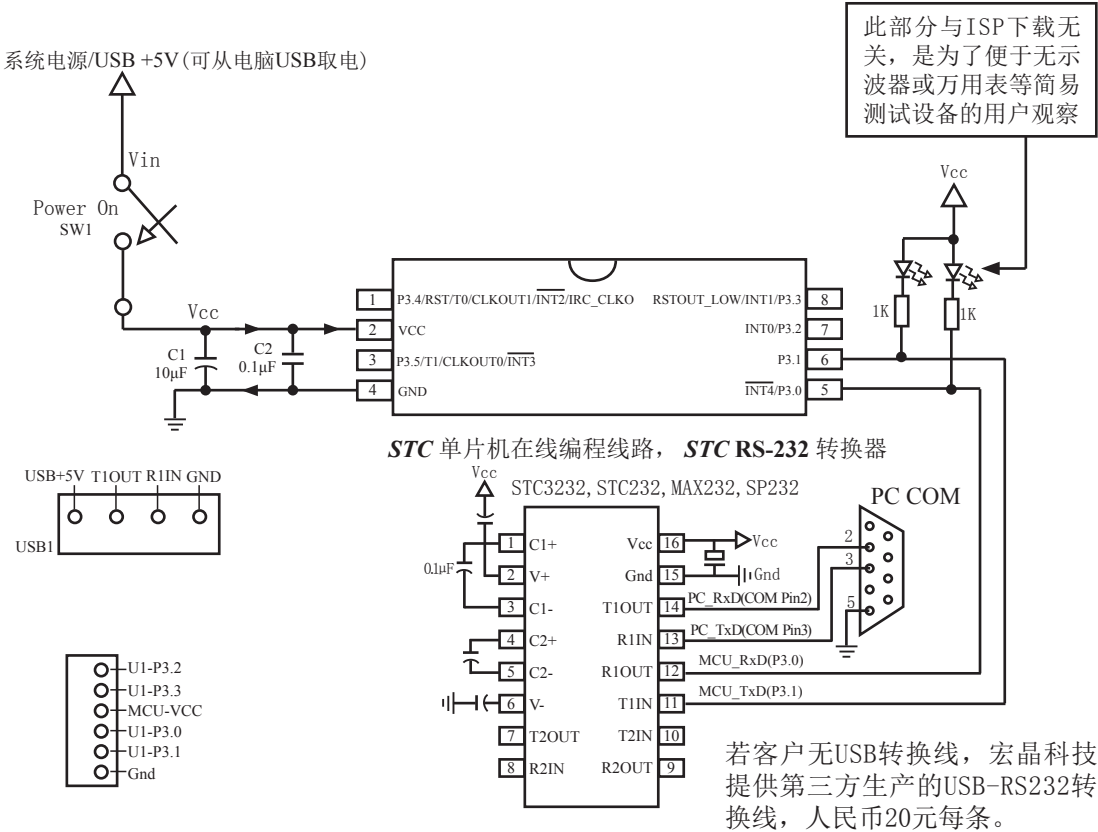 此部分与ISP下载无
关，是为了便于无示
波器或万用表等简易
测试设备的用户观察
系统电源/USB +5V(可从电脑USB取电)
Vin
Power On
SW1
Vcc
C1
10μF
C2
0.1μF
Vcc
1K
1K
1 P3.4/RST/T0/CLKOUT1/INT2/IRC_CLKO RSTOUT_LOW/INT1/P3.3 8
2 VCC INT0/P3.2 7
3 P3.5/T1/CLKOUT0/INT3 P3.1 6
4 GND INT4/P3.0 5
STC 单片机在线编程线路， STC RS-232 转换器
Vcc
STC3232,STC232,MAX232,SP232
USB+5V T1OUT R1IN GND
USB1
0.1μF
1 C1+ Vcc 16 Vcc
2 V+ Gnd 15 Gnd
3 C1- T1OUT 14 PC_RxD(COM Pin2)
4 C2+ R1IN 13 PC_TxD(COM Pin3)
5 C2- R1OUT 12 MCU_RxD(P3.0)
6 V- T1IN 11 MCU_TxD(P3.1)
7 T2OUT T2IN 10
8 R2IN R2OUT 9
PC COM
2
3
5
U1-P3.2
U1-P3.3
MCU-VCC
U1-P3.0
U1-P3.1
Gnd
若客户无USB转换线，宏晶科技
提供第三方生产的USB-RS232转
换线，人民币20元每条。